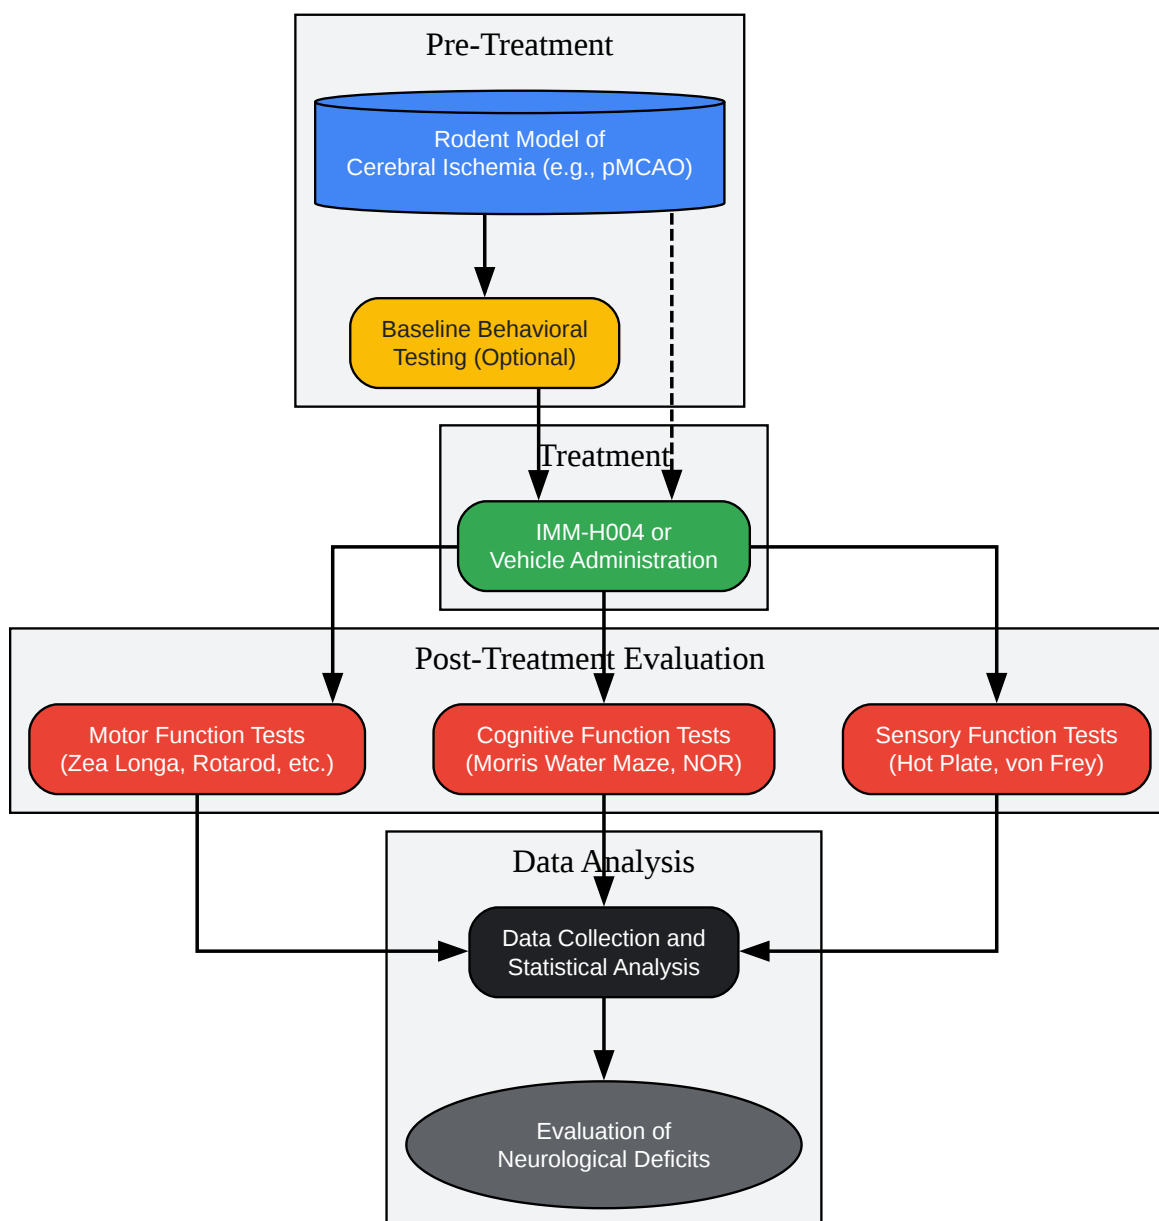 Pre-Treatment
Rodent Model of
Cerebral Ischemia (e.g., pMCAO)
Baseline Behavioral
Testing (Optional)
Treatment
IMM-H004 or
Vehicle Administration
Post-Treatment Evaluation
Motor Function Tests
(Zea Longa, Rotarod, etc.)
Cognitive Function Tests
(Morris Water Maze, NOR)
Sensory Function Tests
(Hot Plate, von Frey)
Data Analysis
Data Collection and
Statistical Analysis
Evaluation of
Neurological Deficits